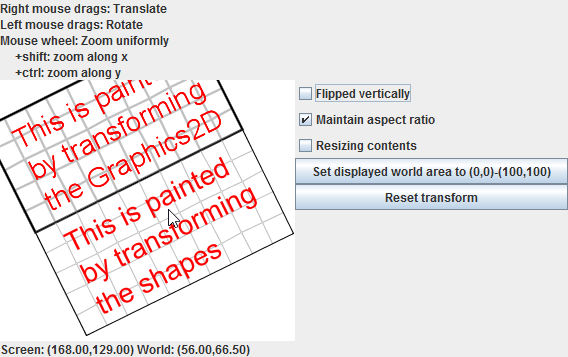 Right mouse drags: Translate
Left mouse drags: Rotate
Mouse wheel: Zoom uniformly
+shift: zoom along x
+ctrl: zoom along y
This is paint
by transforming
the Graphics2D
This is painted
by transforming
the shapes
Flipped vertically
Maintain aspect ratio
Resizing contents
Set displayed world area to (0,0)-(100,100)
Reset transform
Screen: (168.00,129.00) World: (56.00,66.50)